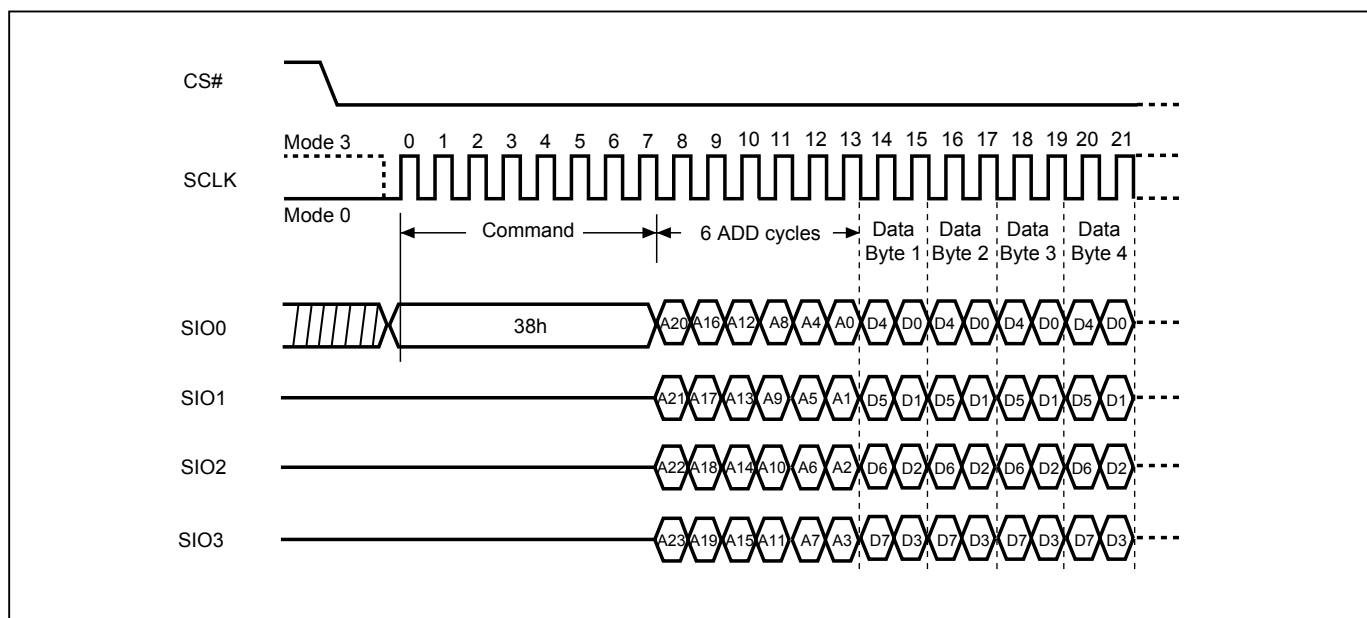 CS#
Mode 3
0 1 2 3 4 5 6 7 8 9 10 11 12 13 14 15 16 17 18 19 20 21
SCLK
Mode 0
Command
6 ADD cycles
Data Byte 1
Data Byte 2
Data Byte 3
Data Byte 4
SIO0
38h
A20 A16 A12 A8 A4 A0 D4 D0 D4 D0 D4 D0 D4 D0
SIO1
A21 A17 A13 A9 A5 A1 D5 D1 D5 D1 D5 D1 D5 D1
SIO2
A22 A18 A14 A10 A6 A2 D6 D2 D6 D2 D6 D2 D6 D2
SIO3
A23 A19 A15 A11 A7 A3 D7 D3 D7 D3 D7 D3 D7 D3